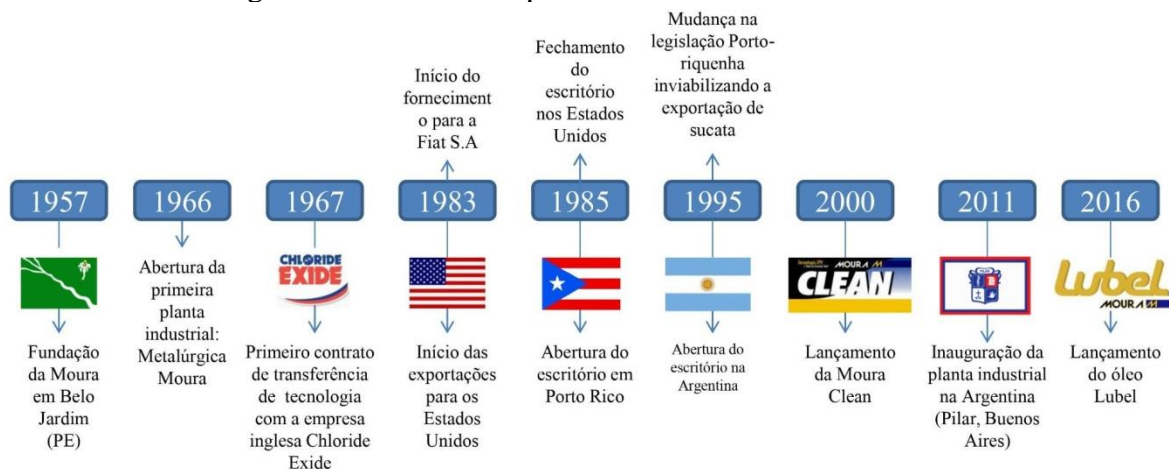 Mudança na
legislação Porto-
riquenha
inviabilizando a
exportação de
sucata
Fechamento
do
escritório
nos Estados
Unidos
Início do
fornecimento
o para a
Fiat S.A
1957
1966
1967
1983
1985
1995
2000
2011
2016
CHLORIDE
EXIDE
MOURA
CLEAN
Lubel
MOURA
Fundação
da Moura
em Belo
Jardim
(PE)
Abertura da
primeira
planta
industrial:
Metalúrgica
Moura
Primeiro contrato
de transferência
de tecnologia
com a empresa
inglesa Chloride
Exide
Início das
exportações
para os
Estados
Unidos
Abertura do
escritório em
Porto Rico
Abertura do
escritório na
Argentina
Lançamento
da Moura
Clean
Inauguração da
planta industrial
na Argentina
(Pilar, Buenos
Aires)
Lançamento
do óleo
Lubel